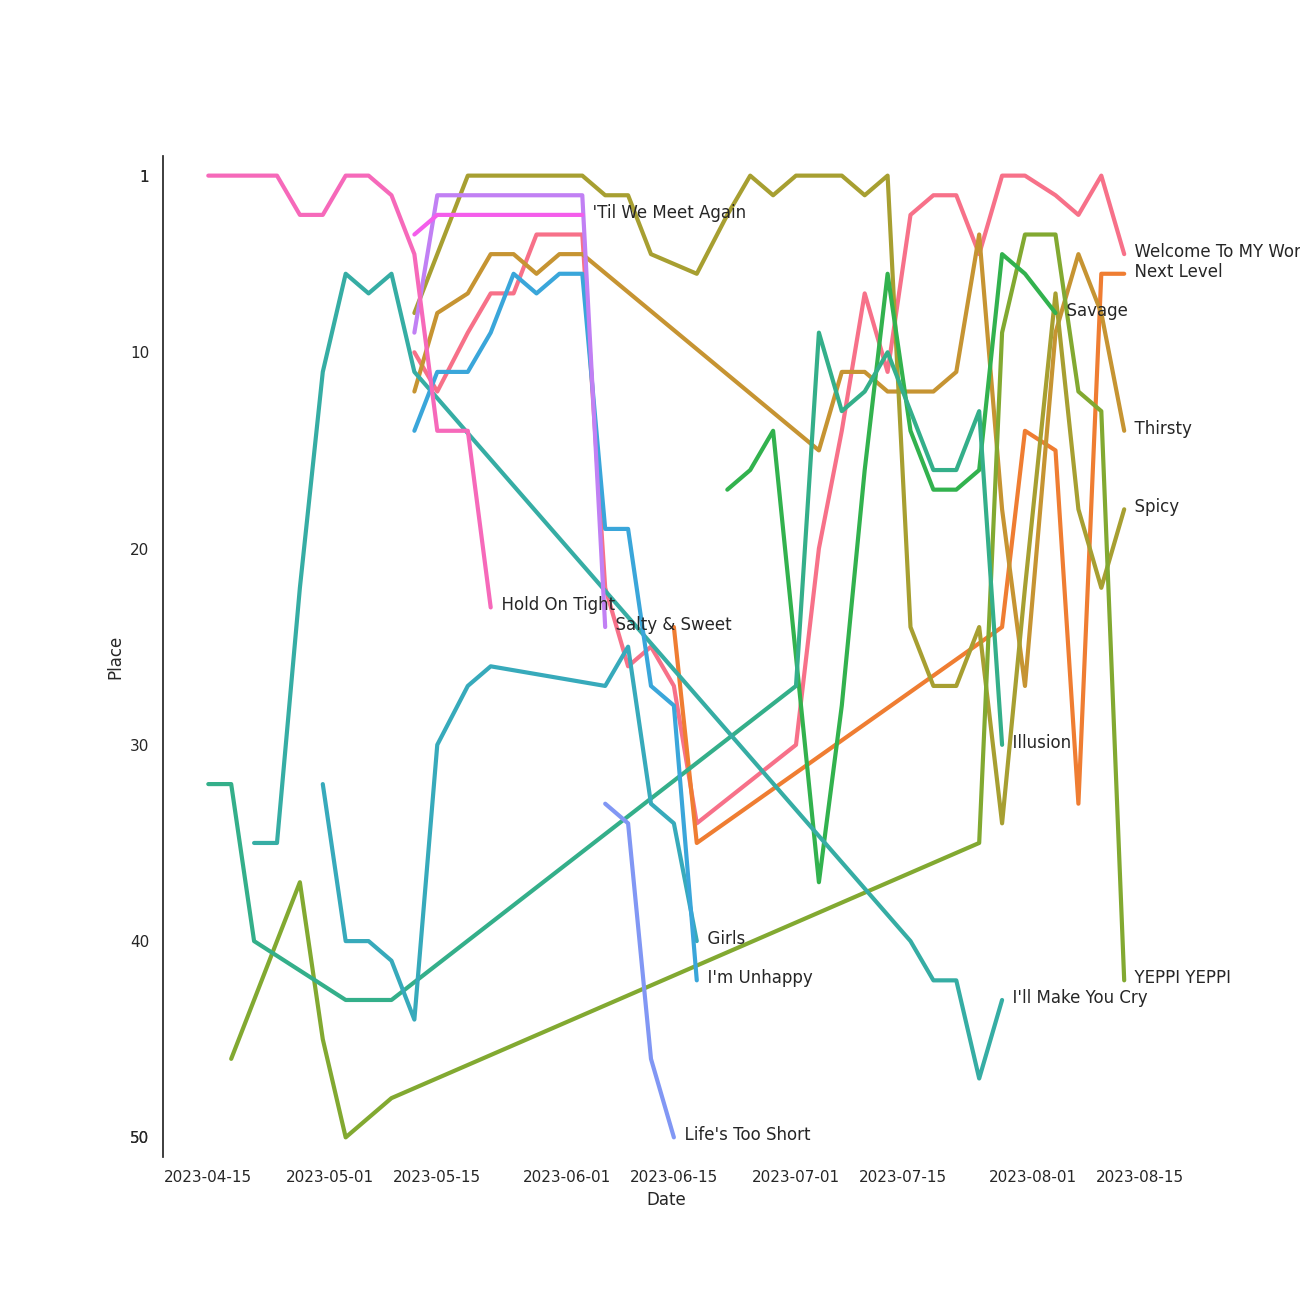 1
'Til We Meet Again
Welcome To MY Wor
Next Level
Savage
10
Thirsty
Spicy
20
Hold On Tight
Salty & Sweet
Place
30
Illusion
40
Girls
I'm Unhappy
YEPPI YEPPI
I'll Make You Cry
50
Life's Too Short
2023-04-15 2023-05-01 2023-05-15 2023-06-01 2023-06-15 2023-07-01 2023-07-15 2023-08-01 2023-08-15
Date